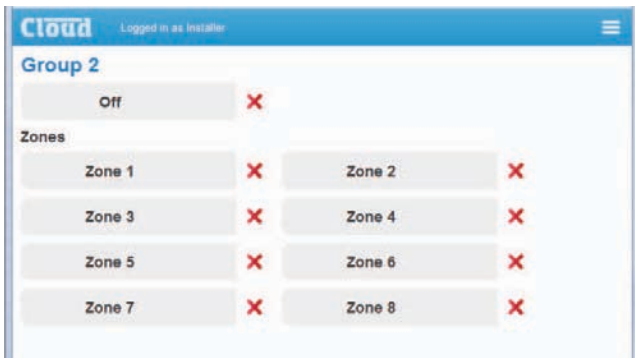 Cloud Logged in as Installer
Group 2
Off
Zones
Zone 1 Zone 2
Zone 3 Zone 4
Zone 5 Zone 6
Zone 7 Zone 8